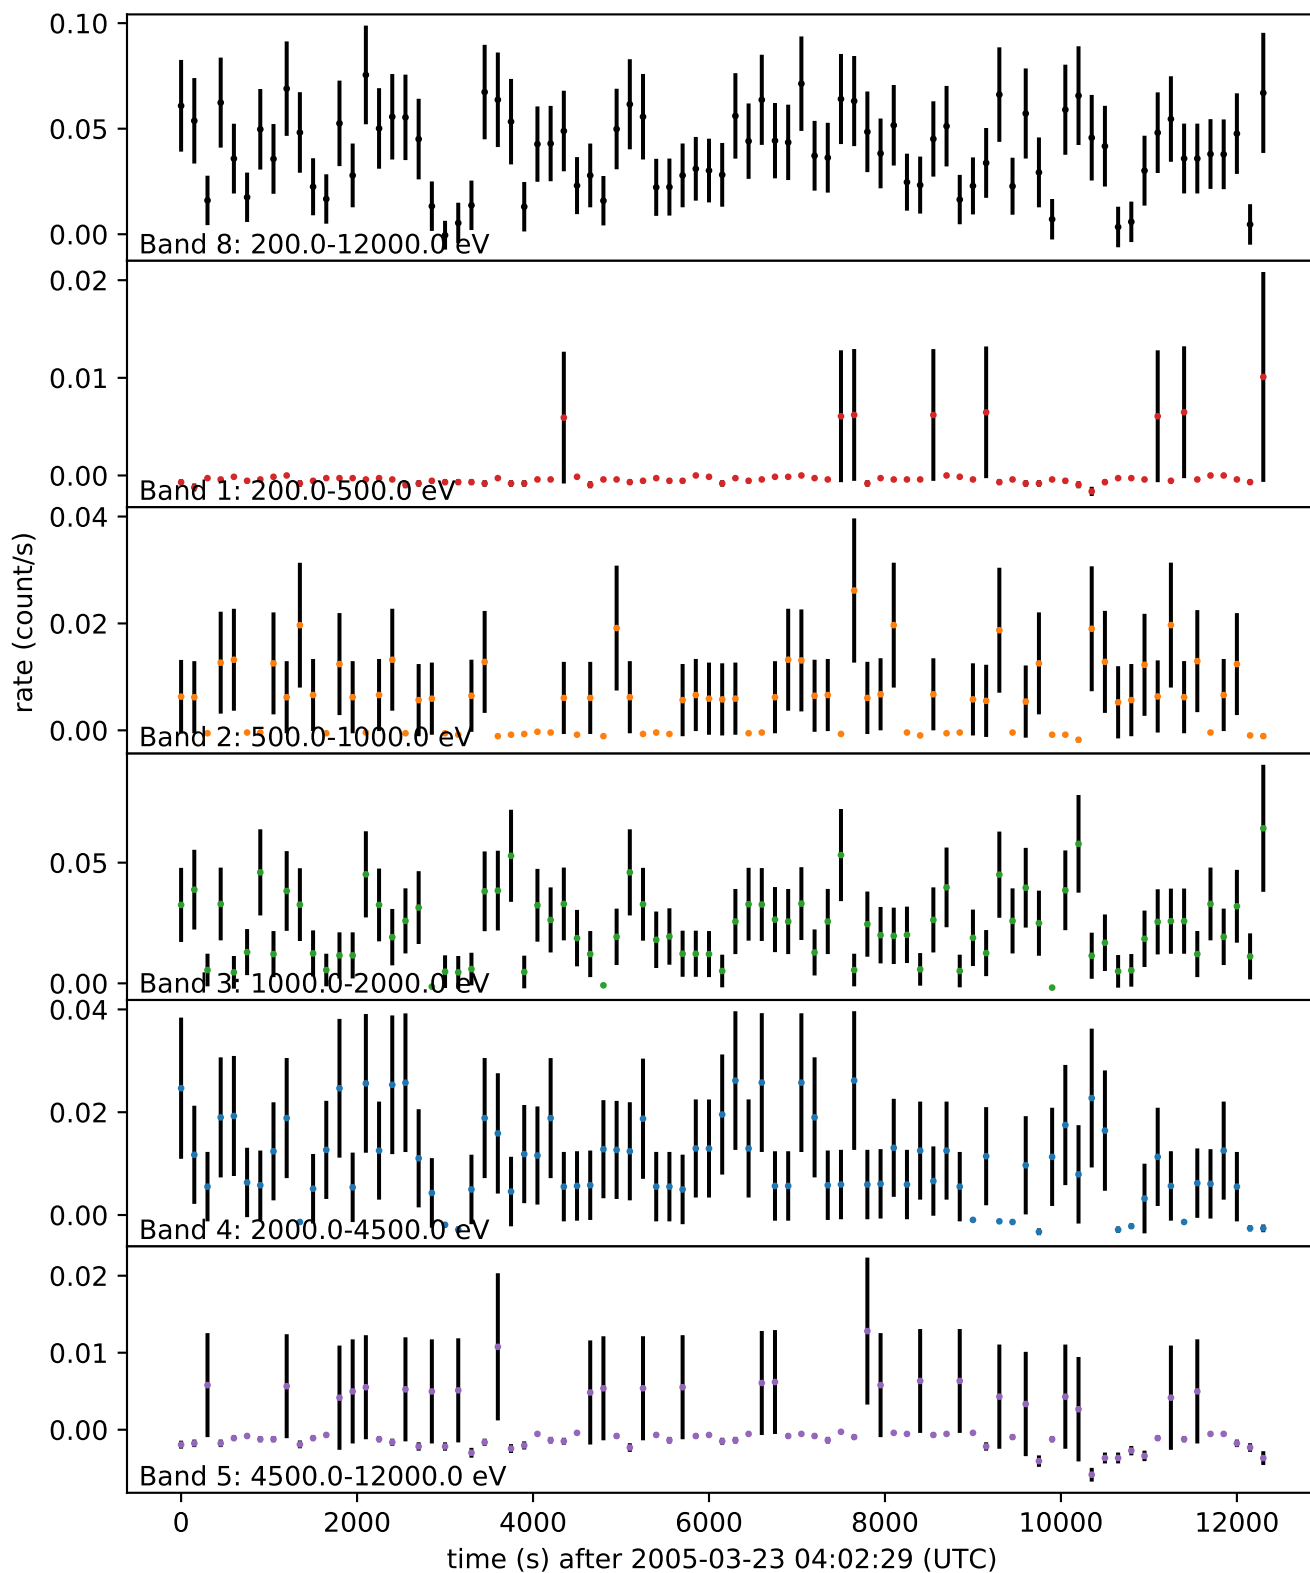 0.10
0.05
0.00
Band 8: 200.0-12000.0 eV
0.02
0.01
0.00
Band 1: 200.0-500.0 eV
rate (count/s)
0.04
0.02
0.00
Band 2: 500.0-1000.0 eV
0.05
0.00
Band 3: 1000.0-2000.0 eV
0.04
0.02
0.00
Band 4: 2000.0-4500.0 eV
0.02
0.01
0.00
Band 5: 4500.0-12000.0 eV
0 2000 4000 6000 8000 10000 12000
time (s) after 2005-03-23 04:02:29 (UTC)